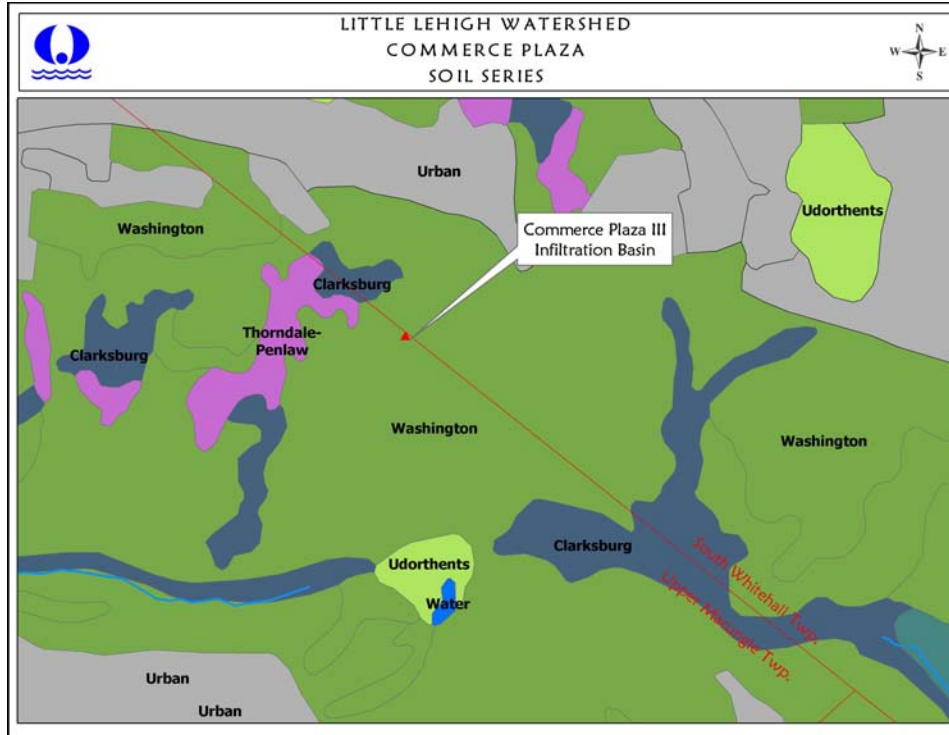 LITTLE LEHIGH WATERSHED
COMMERCE PLAZA
SOIL SERIES
N
W E
S
Urban
Udorthents
Washington
Commerce Plaza III
Infiltration Basin
Clarksburg
Thorndale-
Penlaw
Clarksburg
Washington
Washington
Clarksburg
South Whitehall Twp.
Upper Macungie Twp.
Udorthents
Water
Urban
Urban